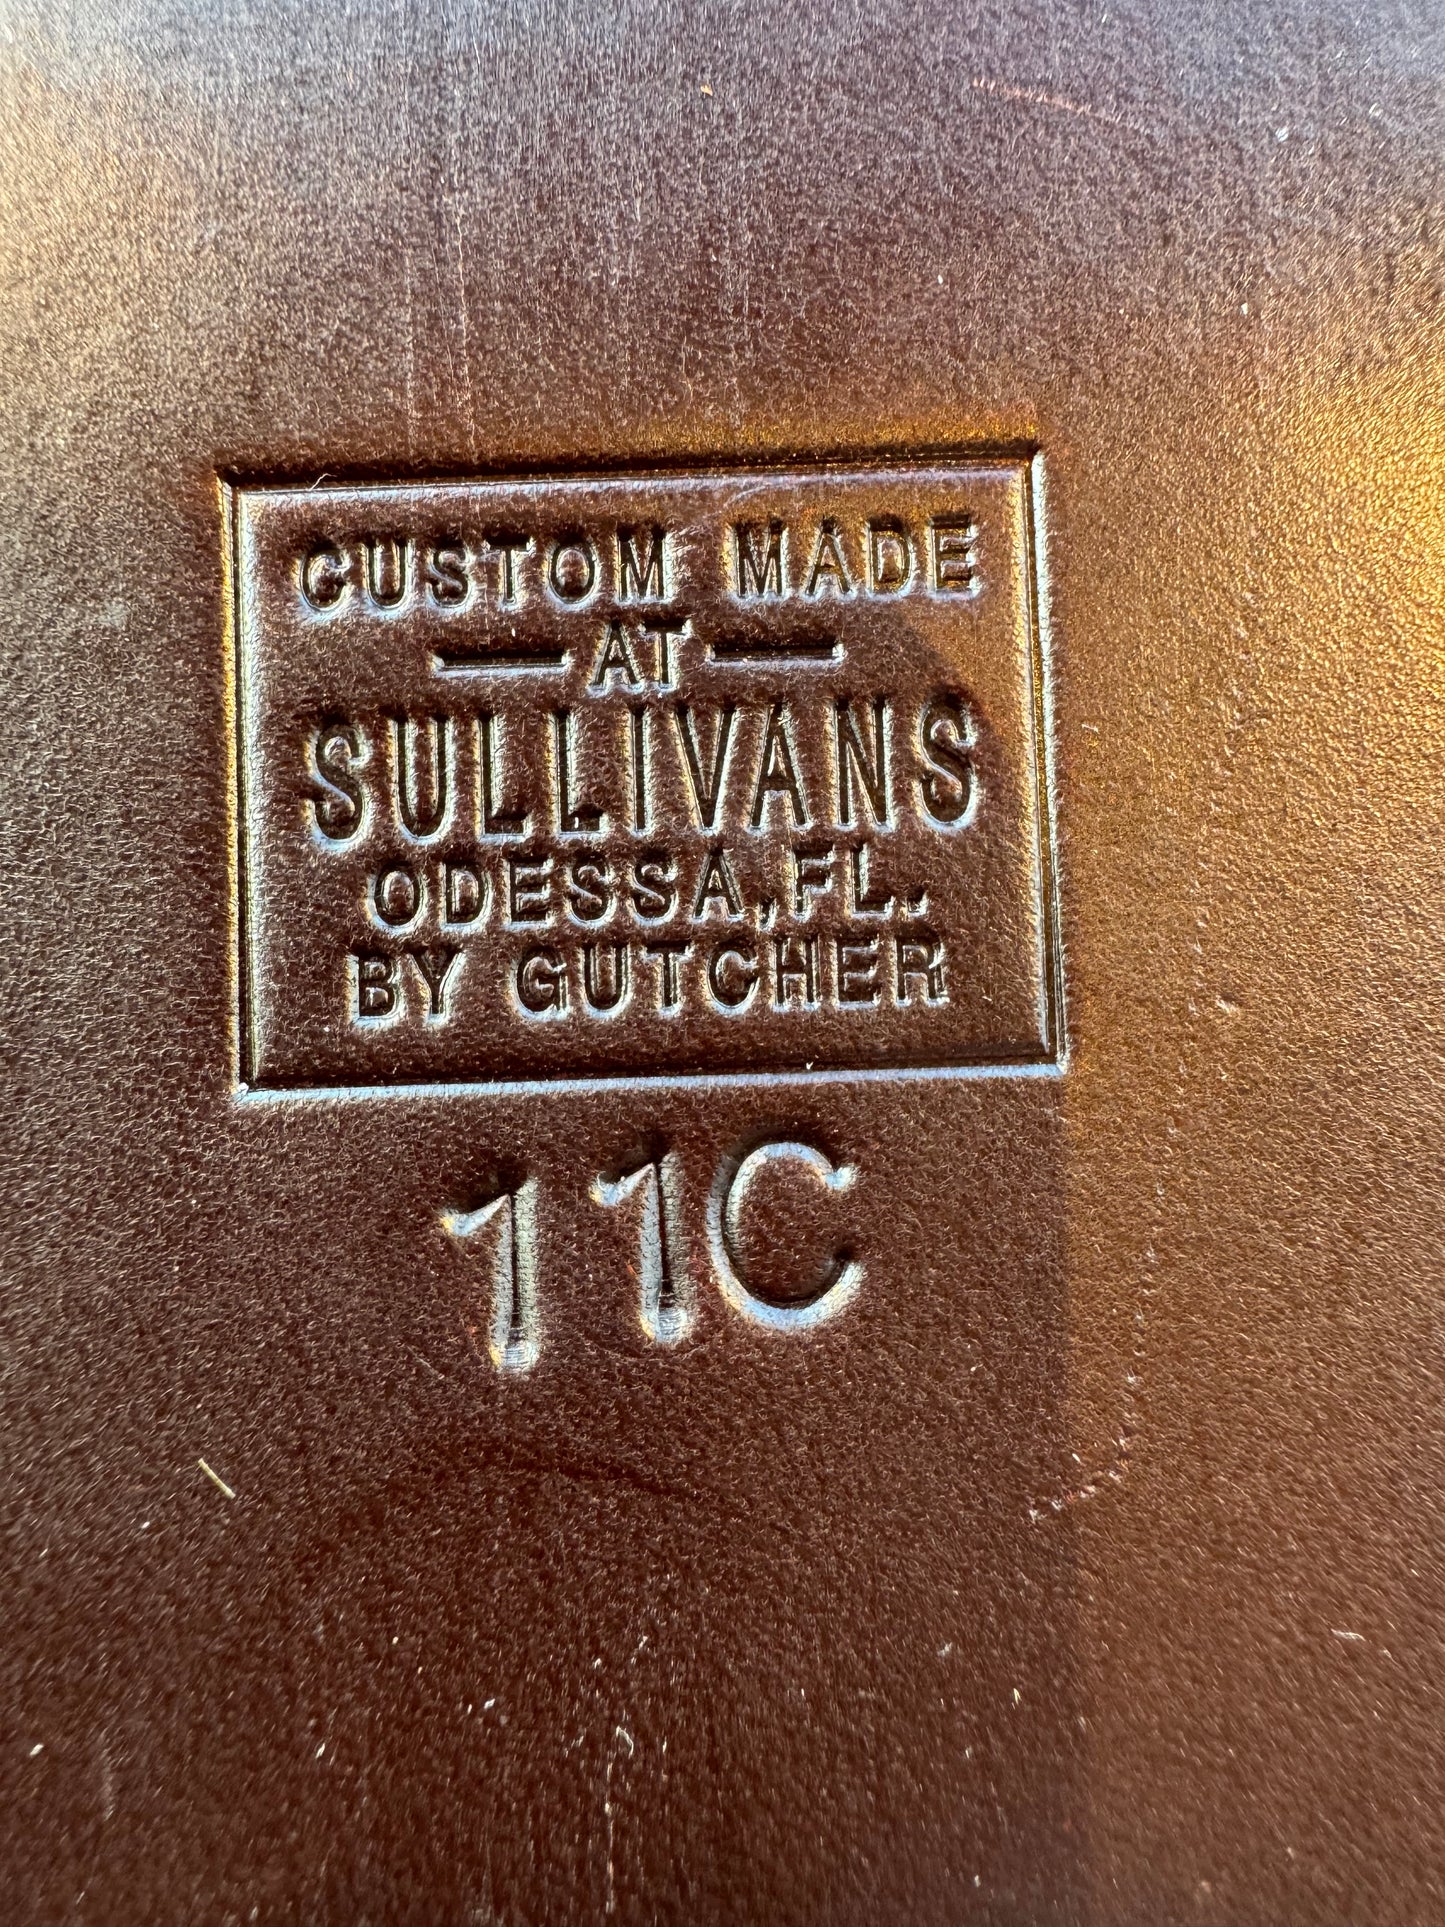 CUSTOM MADE
— AT —
SULLIVANS
ODESSA, FL.
BY GUTCHER
11C